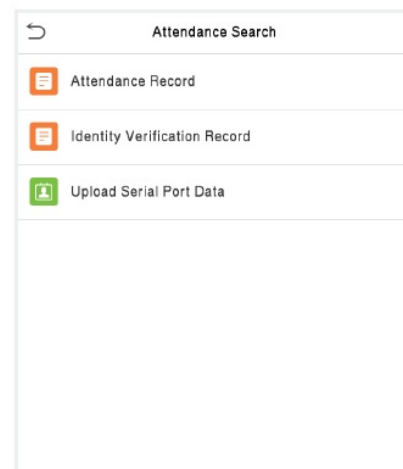 Attendance Search
Attendance Record
Identity Verification Record
Upload Serial Port Data